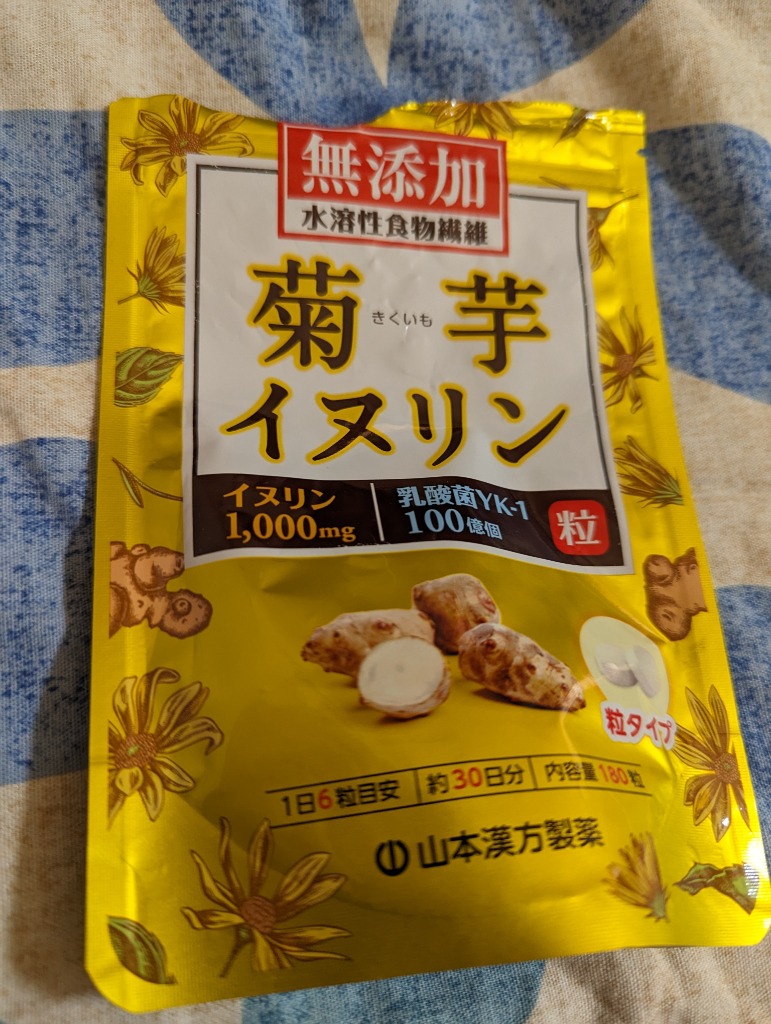 無添加
水溶性食物繊維
菊芋
きくいも
イヌリン
イヌリン
1,000mg
乳酸菌YK-1
100億個
粒
粒タイプ
1日6粒目安 約30日分 内容量180粒
山本漢方製薬